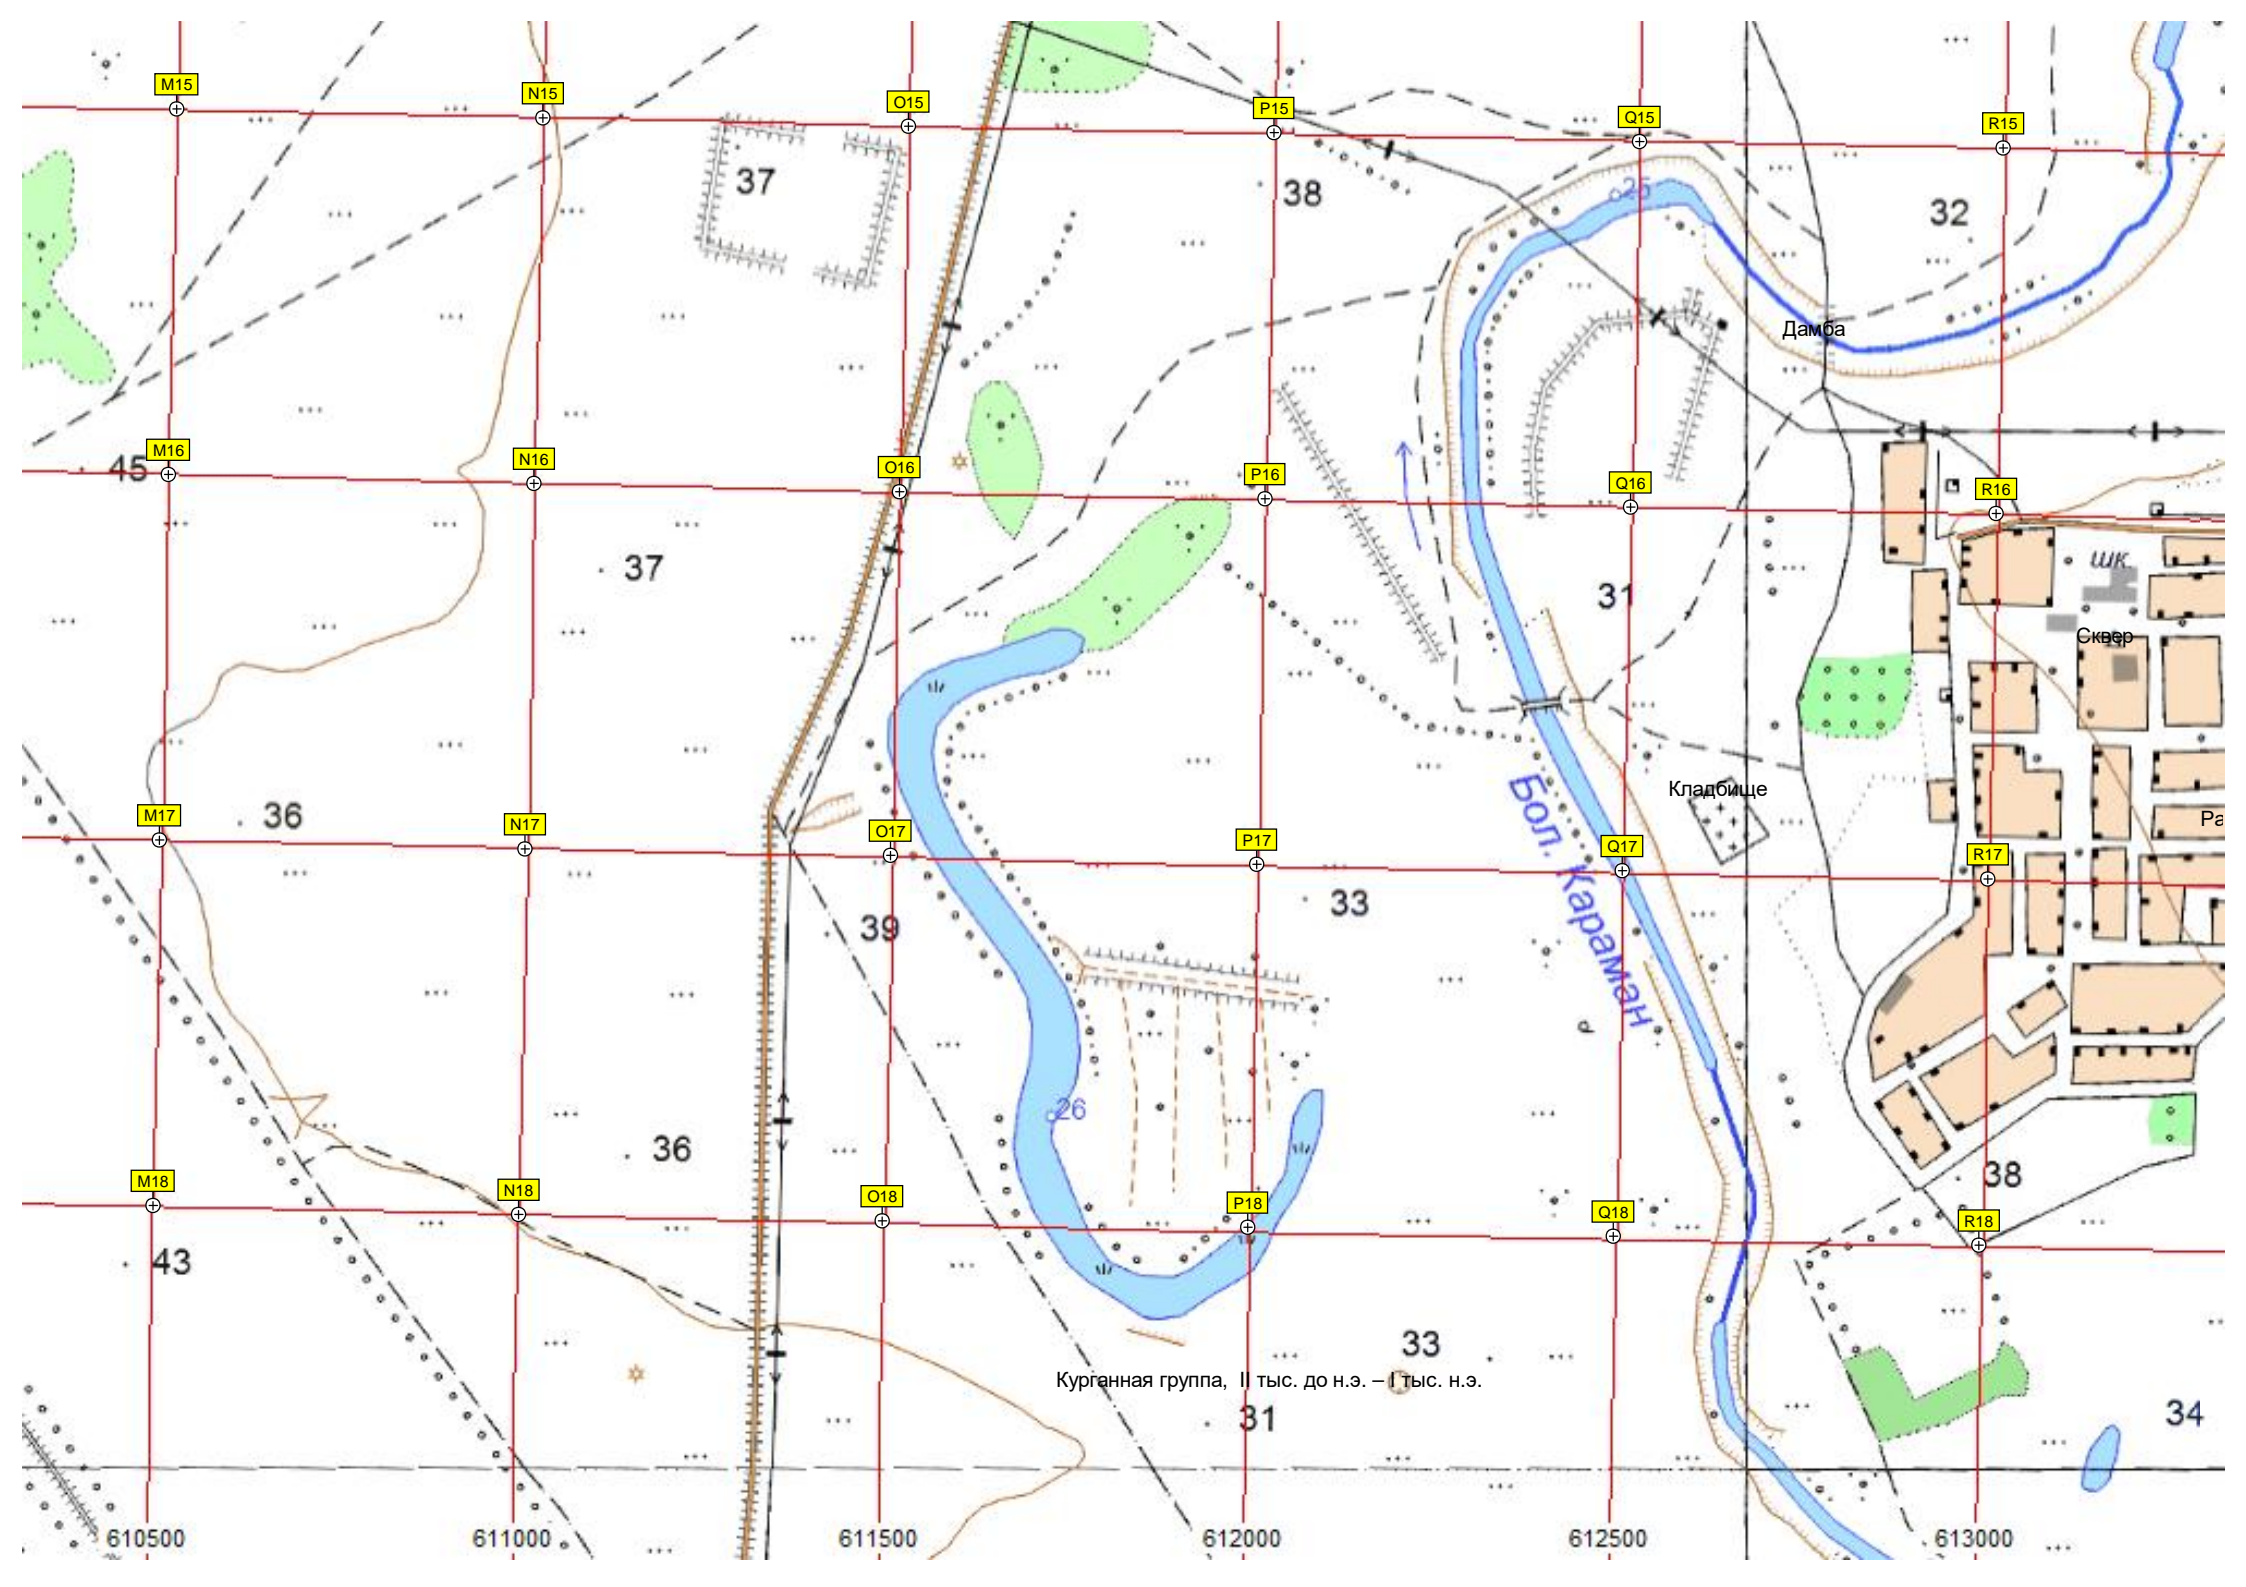 M15
N15
O15
P15
Q15
R15
37
38
25
32
Дамба
45
M16
N16
O16
P16
Q16
R16
37
31
шк.
Сквер
36
Кладбище
Ра
M17
N17
O17
P17
Q17
R17
39
33
Бол. Караман
26
36
38
M18
N18
O18
P18
Q18
R18
43
33
Курганная группа, II тыс. до н.э. – I тыс. н.э.
31
34
610500
611000
611500
612000
612500
613000